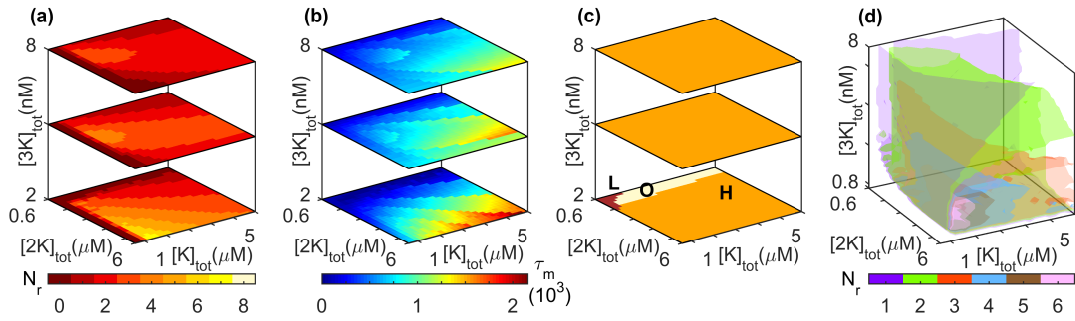 (a)
8
[3K]tot(nM)
2
0.6
[2K]tot(μM)
6
1
[K]tot(μM)
5
Nr
0 2 4 6 8
(b)
8
[3K]tot(nM)
2
0.6
[2K]tot(μM)
6
1
[K]tot(μM)
5
0 1 2
τm
(10³)
(c)
8
[3K]tot(nM)
2
0.6
L O H
[2K]tot(μM)
6
1
[K]tot(μM)
5
(d)
8
[3K]tot(nM)
0.8
0.6
[2K]tot(μM)
6
1
[K]tot(μM)
5
Nr
1 2 3 4 5 6